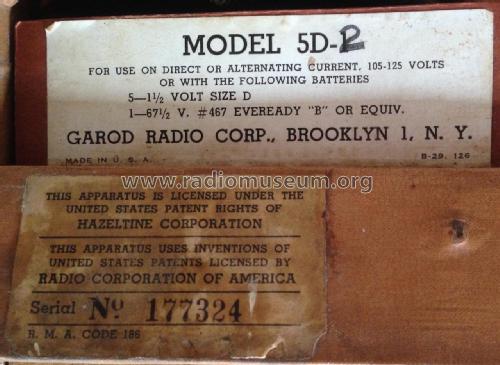 MODEL 5D-2
FOR USE ON DIRECT OR ALTERNATING CURRENT, 105-125 VOLTS
OR WITH THE FOLLOWING BATTERIES
5—1½ VOLT SIZE D
1—67½ V. #467 EVEREADY "B" OR EQUIV.
GAROD RADIO CORP., BROOKLYN 1, N. Y.
MADE IN U. S. A.
B-29. 126
www.radiomuseum.org
THIS APPARATUS IS LICENSED UNDER THE
UNITED STATES PATENT RIGHTS OF
HAZELTINE CORPORATION
THIS APPARATUS USES INVENTIONS OF
UNITED STATES PATENTS LICENSED BY
RADIO CORPORATION OF AMERICA
Serial No 177324
R. M. A. CODE 186